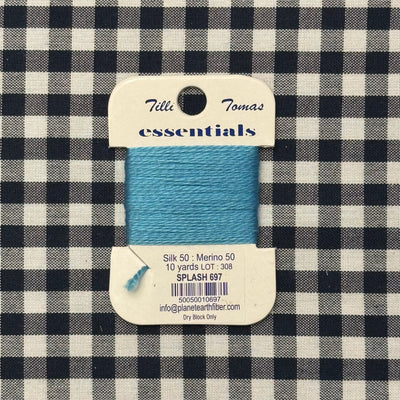 Tilli Tomas
essentials
Silk 50 : Merino 50
10 yards LOT : 308
SPLASH 697
50050010697
info@planetearthfiber.com
Dry Block Only